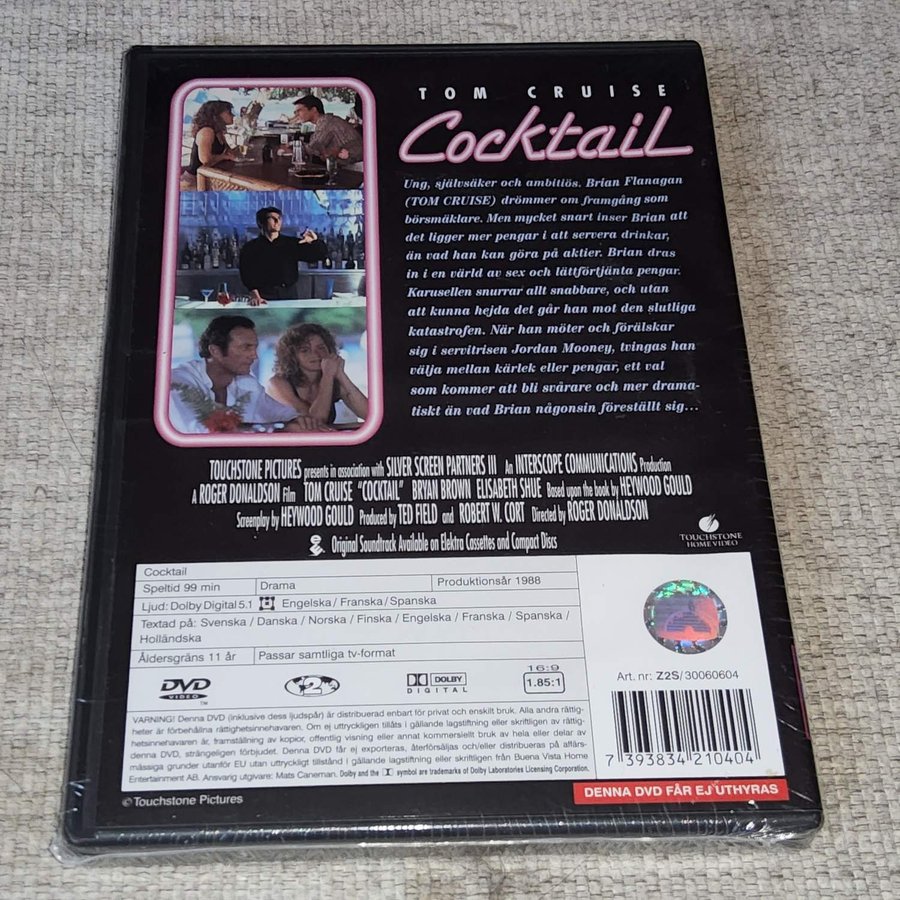 TOM CRUISE
Cocktail
Ung, självsäker och ambitiös. Brian Flanagan
(TOM CRUISE) drömmer om framgång som
börsmäklare. Men mycket snart inser Brian att
det ligger mer pengar i att servera drinkar,
än vad han kan göra på aktier. Brian dras
in i en värld av sex och lättförtjänta pengar.
Karusellen snurrar allt snabbare, och utan
att kunna hejda det går han mot den slutliga
katastrofen. När han möter och förälskar
sig i servitrisen Jordan Mooney, tvingas han
välja mellan kärlek eller pengar, ett val
som kommer att bli svårare och mer drama-
tiskt än vad Brian någonsin föreställt sig...
TOUCHSTONE PICTURES presents in association with SILVER SCREEN PARTNERS III An INTERSCOPE COMMUNICATIONS Production
A ROGER DONALDSON Film TOM CRUISE "COCKTAIL" BRYAN BROWN ELISABETH SHUE Based upon the book by HEYWOOD GOULD
Screenplay by HEYWOOD GOULD Produced by TED FIELD and ROBERT W. CORT Directed by ROGER DONALDSON
Original Soundtrack Available on Elektra Cassettes and Compact Discs
TOUCHSTONE
HOME VIDEO
Cocktail
Speltid 99 min Drama Produktionsår 1988
Ljud: Dolby Digital 5.1 Engelska / Franska / Spanska
Textad på: Svenska / Danska / Norska / Finska / Engelska / Franska / Spanska /
Holländska
Åldersgräns 11 år Passar samtliga tv-format
DVD
VIDEO
TM
2
DOLBY
DIGITAL
16:9
1.85:1
Art. nr: Z2S/30060604
VARNING! Denna DVD (inklusive dess ljudspår) är distribuerad enbart för privat och enskilt bruk. Alla andra rättig-
heter är förbehållna rättighetsinnehavaren. Om ej uttryckligen tillåts i gällande lagstiftning eller skriftligen av rättig-
hetsinnehavaren, är framställning av kopior, offentlig visning eller annat kommersiellt bruk av hela eller delar av
denna DVD, strängeligen förbjudet. Denna DVD får ej exporteras, återförsäljas och/eller distribueras på affärs-
mässiga grunder utanför EU utan uttryckligt tillstånd i gällande lagstiftning eller skriftligen från Buena Vista Home
Entertainment AB. Ansvarig utgivare: Mats Caneman. Dolby and the symbol are trademarks of Dolby Laboratories Licensing Corporation.
7 393834 210404
© Touchstone Pictures
DENNA DVD FÅR EJ UTHYRAS